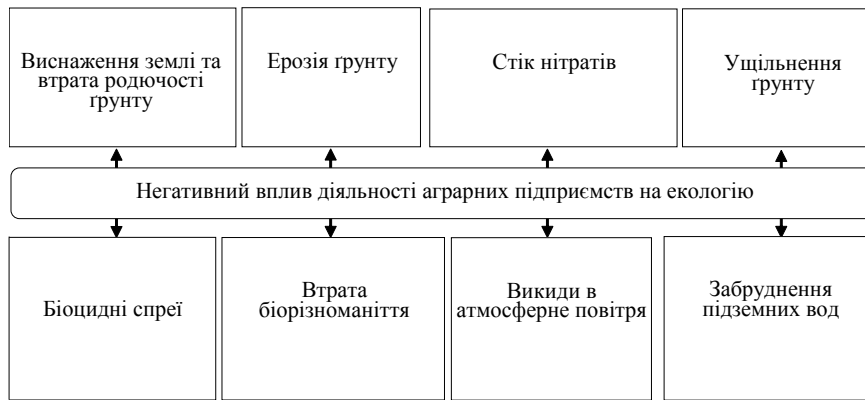 Виснаження землі та
втрата родючості
ґрунту
Ерозія ґрунту
Стік нітратів
Ущільнення
ґрунту
Негативний вплив діяльності аграрних підприємств на екологію
Біоцидні спреї
Втрата
біорізноманіття
Викиди в
атмосферне повітря
Забруднення
підземних вод